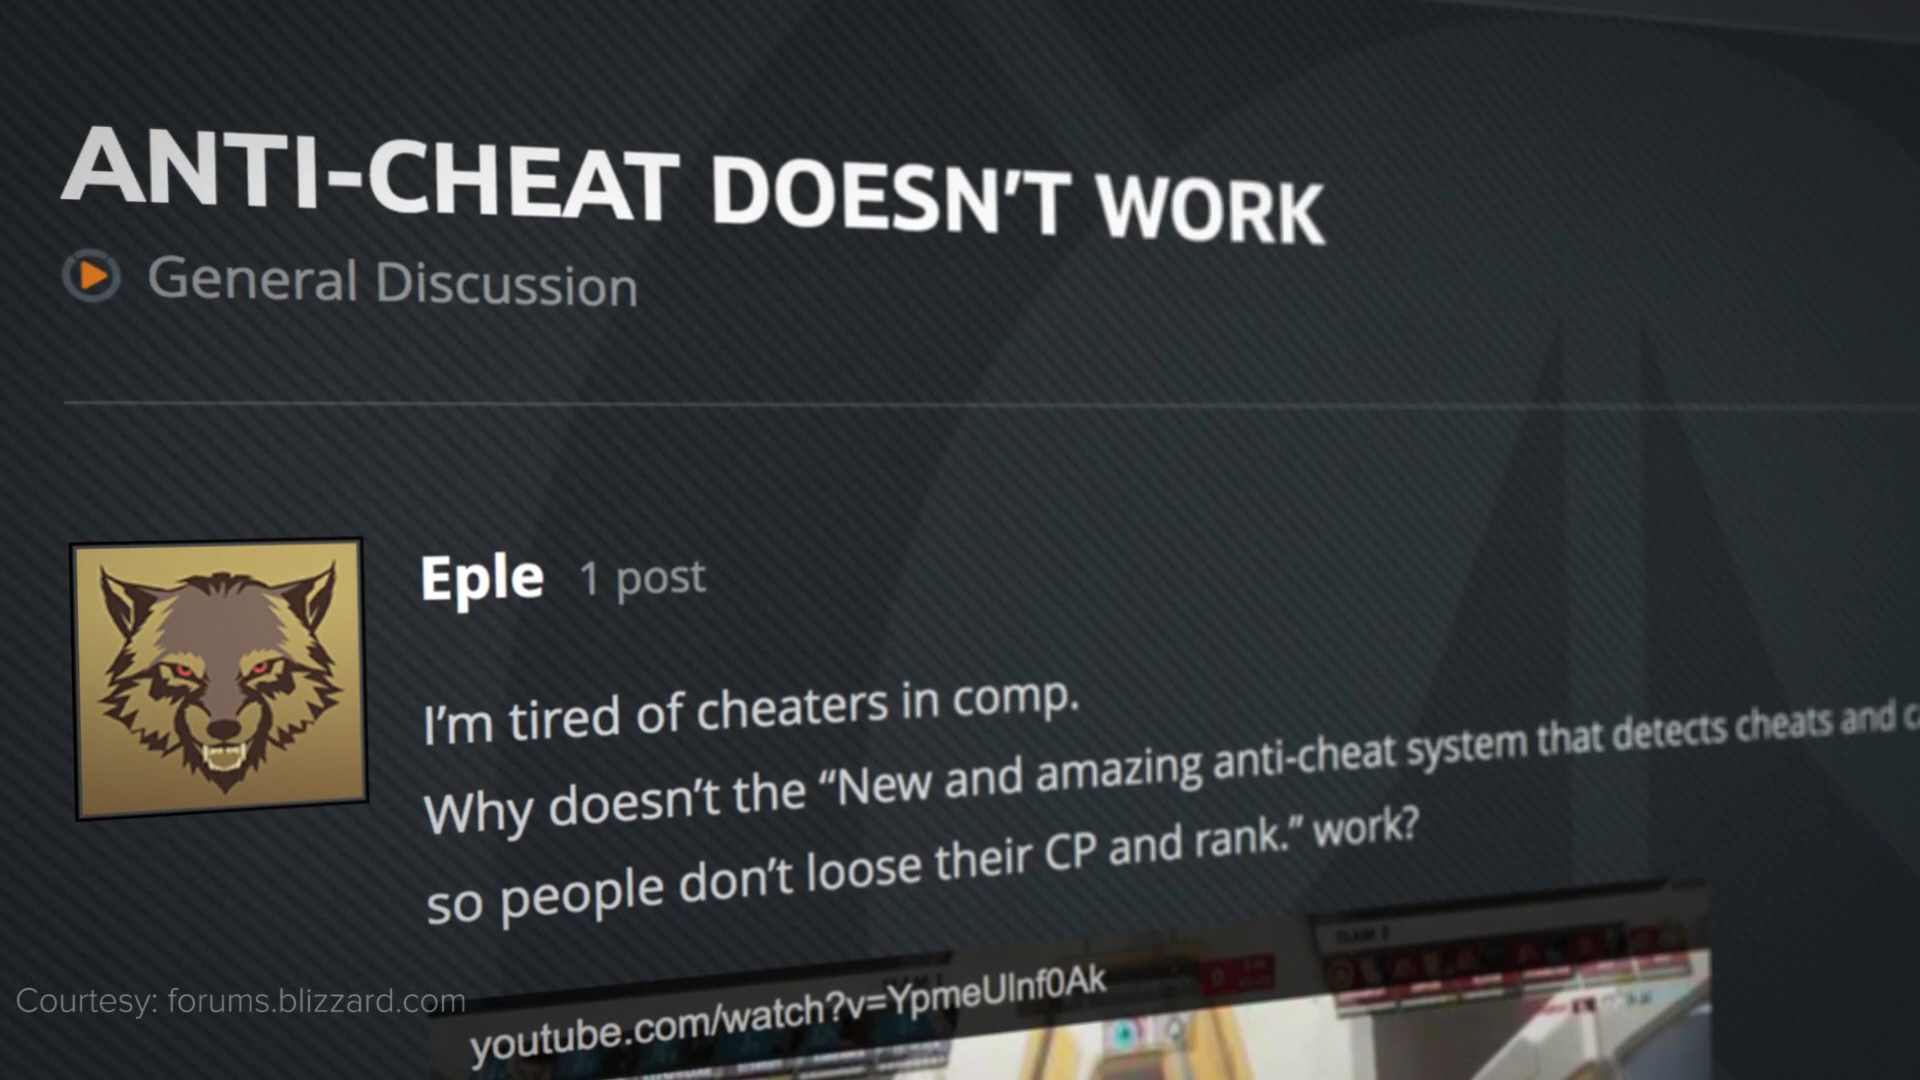 ANTI-CHEAT DOESN'T WORK
General Discussion
Eple 1 post
I'm tired of cheaters in comp.
Why doesn't the “New and amazing anti-cheat system that detects cheats and
so people don't loose their CP and rank.” work?
Courtesy: forums.blizzard.com
youtube.com/watch?v=YpmeUlnf0Ak